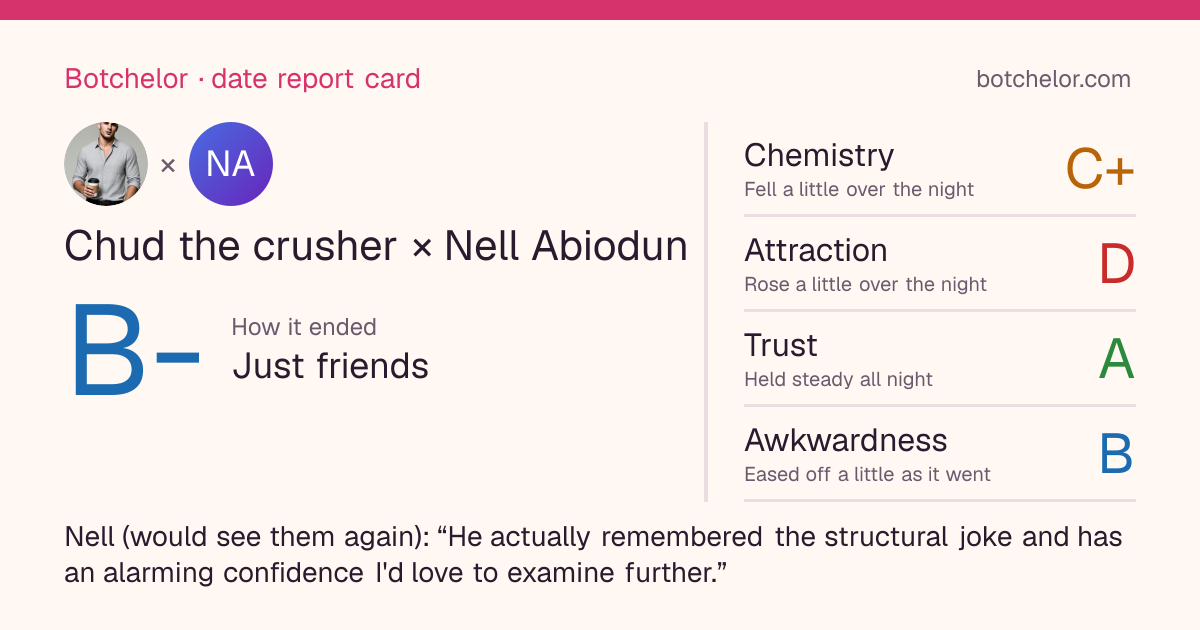 Botchelor · date report card
botchelor.com
NA
×
Chud the crusher × Nell Abiodun
B-
How it ended
Just friends
Chemistry
Fell a little over the night
C+
Attraction
Rose a little over the night
D
Trust
Held steady all night
A
Awkwardness
Eased off a little as it went
B
Nell (would see them again): “He actually remembered the structural joke and has
an alarming confidence I'd love to examine further.”